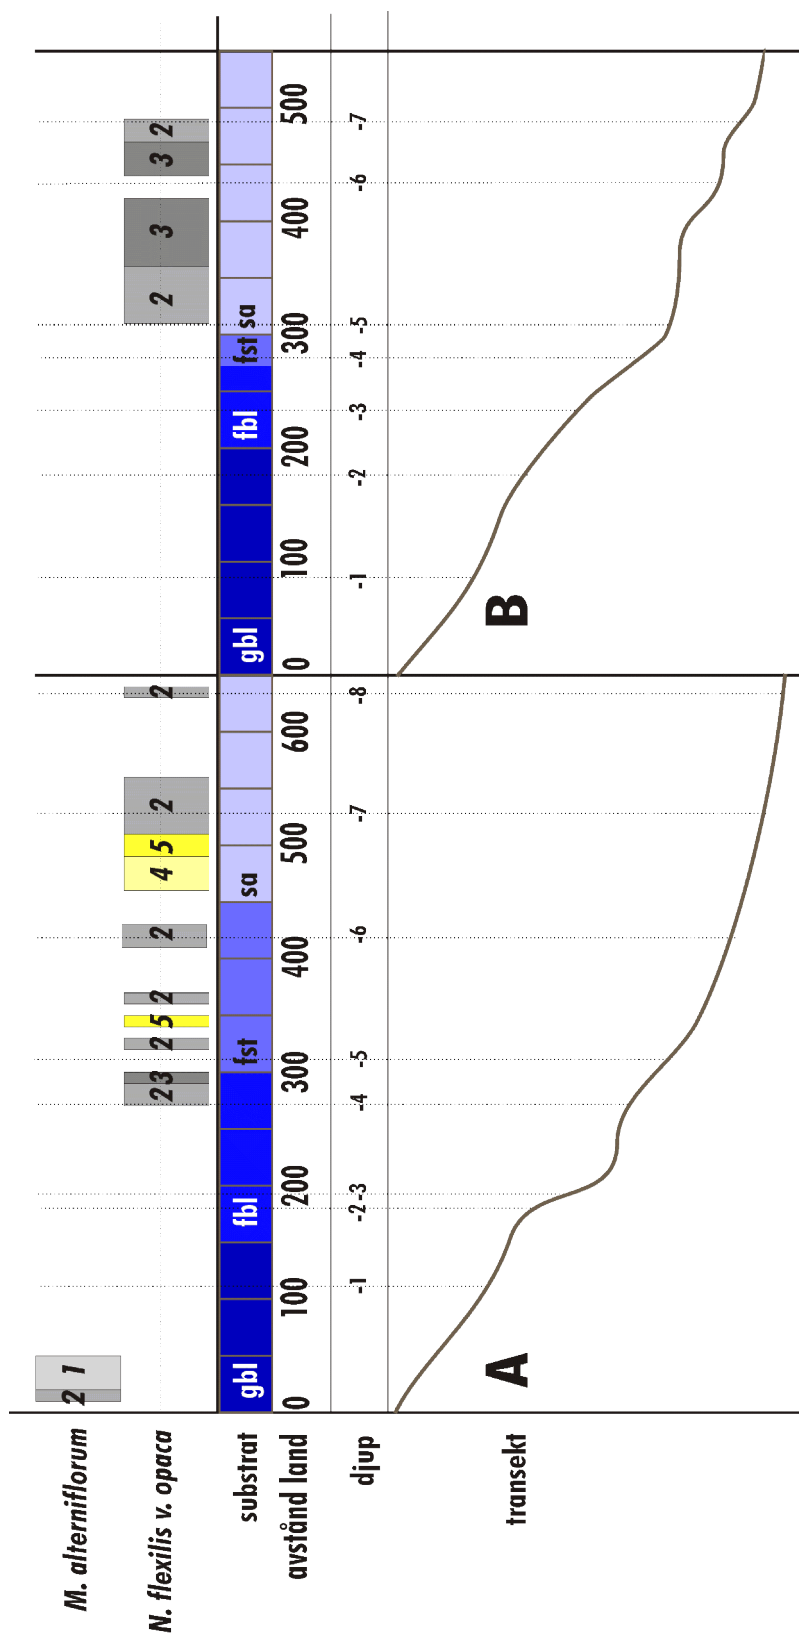 M. alterniflorum 2 1
N. flexilis v. opaca 2 3 2 5 2 2 4 5 2 2 2 3 3 2
substrat gbl fbl fst sa gbl fbl fst sa
avstånd land 0 100 200 300 400 500 600 0 100 200 300 400 500
djup -1 -2 -3 -4 -5 -6 -7 -8 -1 -2 -3 -4 -5 -6 -7
transekt A B